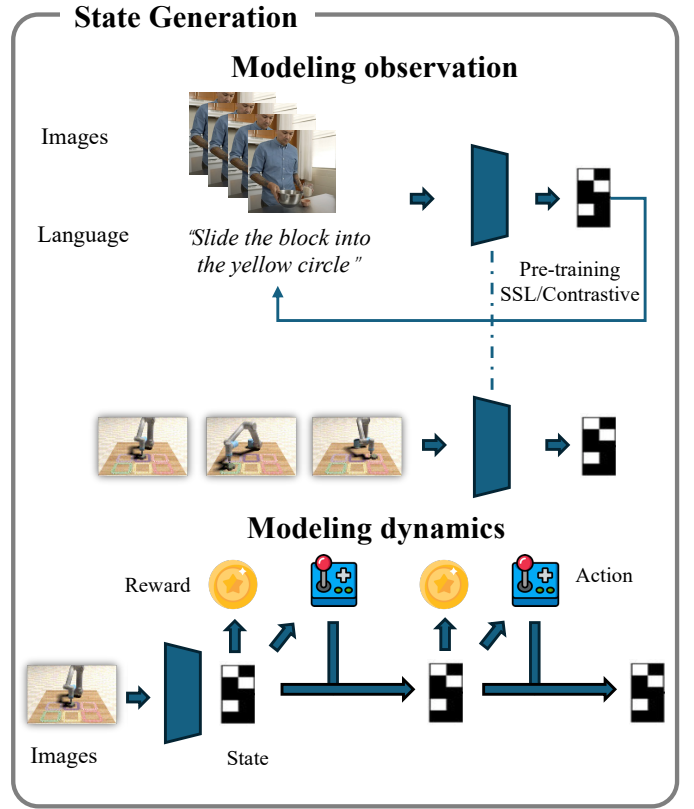 State Generation
Modeling observation
Images
Language
“Slide the block into
the yellow circle”
Pre-training
SSL/Contrastive
Modeling dynamics
Reward
Action
Images
State